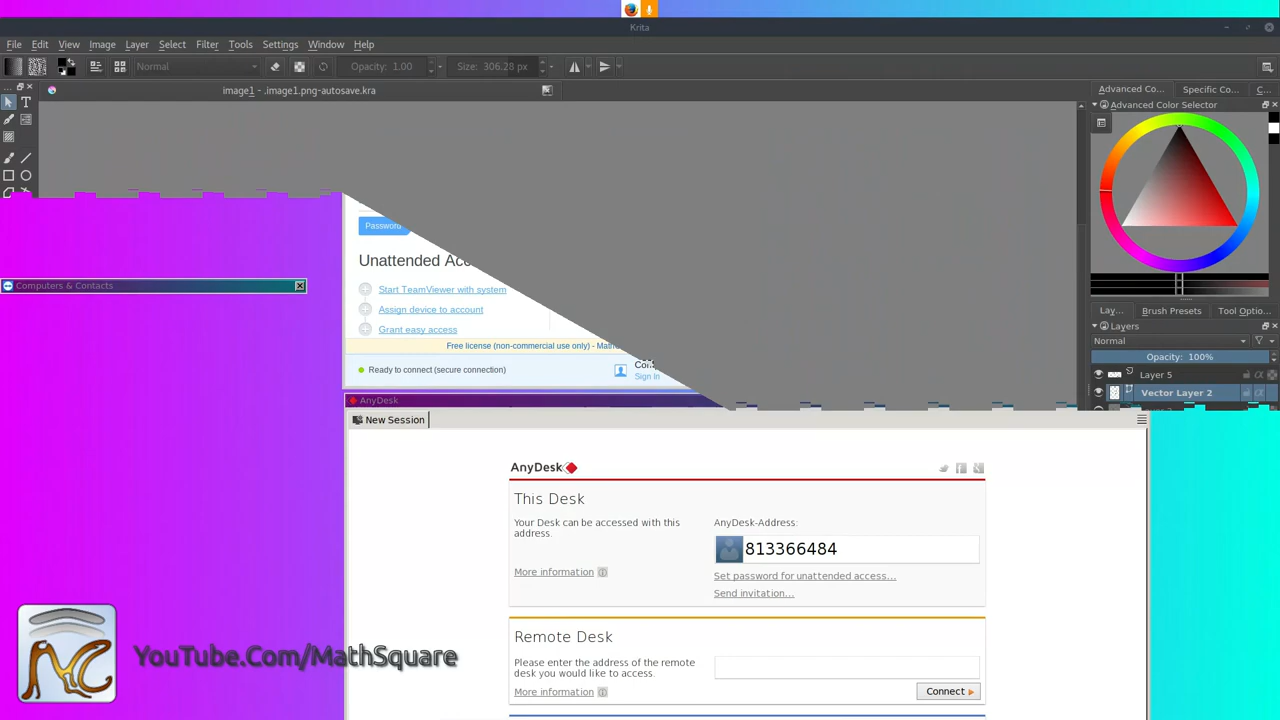 Krita
File Edit View Image Layer Select Filter Tools Settings Window Help
Normal Opacity: 1.00 Size: 306.28 px
image1 - .image1.png-autosave.kra
Advanced Co... Specific Co... C...
Advanced Color Selector
Password
Unattended Acc
Computers & Contacts
Start TeamViewer with system
Assign device to account
Grant easy access
Free license (non-commercial use only) - Math
Ready to connect (secure connection)
Sign In
Lay... Brush Presets Tool Optio...
Layers
Normal
Opacity: 100%
Layer 5
Vector Layer 2
AnyDesk
New Session
AnyDesk
This Desk
Your Desk can be accessed with this
address.
More information
AnyDesk-Address:
813366484
Set password for unattended access...
Send invitation...
Remote Desk
Please enter the address of the remote
desk you would like to access.
More information
Connect
YouTube.Com/MathSquare